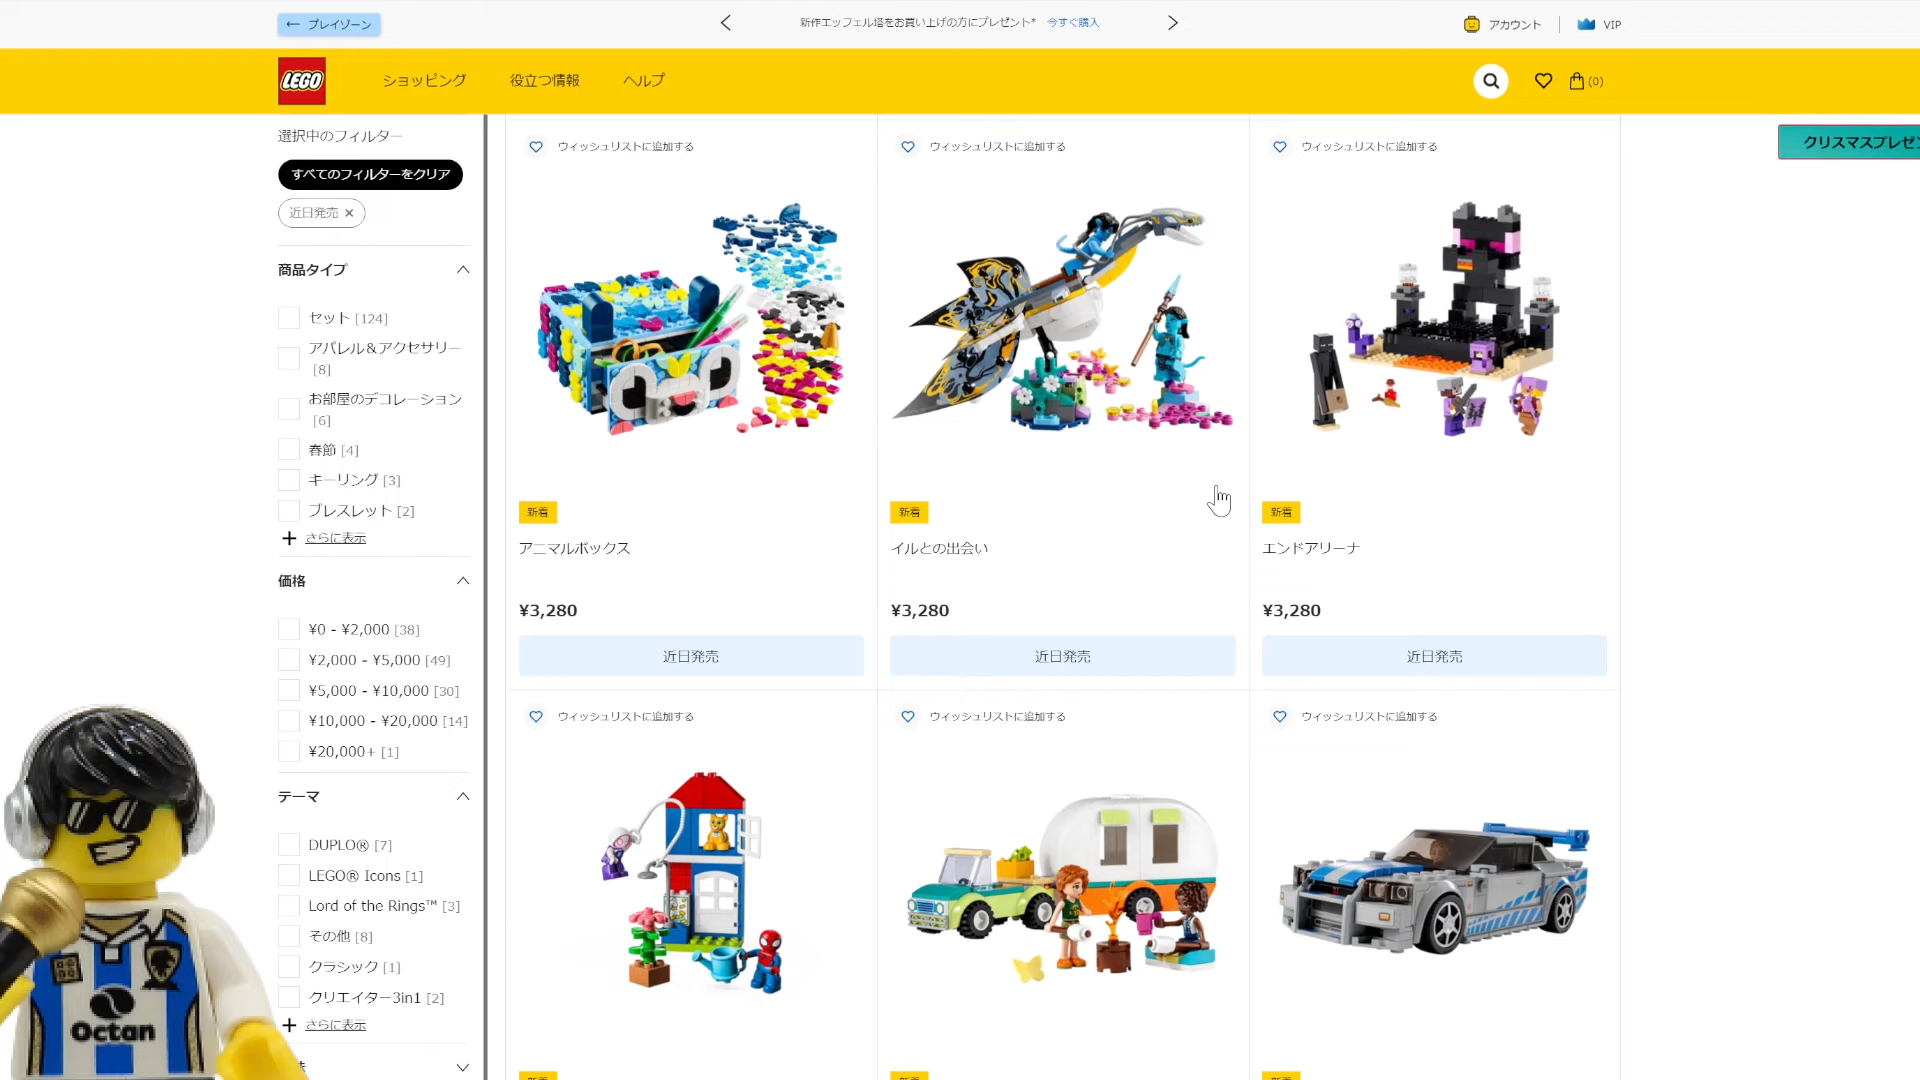 ← プレイゾーン
新作エッフェル塔をお買い上げの方にプレゼント* 今すぐ購入
アカウント
VIP
LEGO
ショッピング
役立つ情報
ヘルプ
(0)
選択中のフィルター
すべてのフィルターをクリア
近日発売 ×
商品タイプ
セット [124]
アパレル＆アクセサリー
[8]
お部屋のデコレーション
[6]
春節 [4]
キーリング [3]
ブレスレット [2]
+ さらに表示
価格
¥0 - ¥2,000 [38]
¥2,000 - ¥5,000 [49]
¥5,000 - ¥10,000 [30]
¥10,000 - ¥20,000 [14]
¥20,000+ [1]
テーマ
DUPLO® [7]
LEGO® Icons [1]
Lord of the Rings™ [3]
その他 [8]
クラシック [1]
クリエイター3in1 [2]
+ さらに表示
ウィッシュリストに追加する
新着
アニマルボックス
¥3,280
近日発売
ウィッシュリストに追加する
新着
イルとの出会い
¥3,280
近日発売
ウィッシュリストに追加する
新着
エンドアリーナ
¥3,280
近日発売
ウィッシュリストに追加する
ウィッシュリストに追加する
ウィッシュリストに追加する
クリスマスプレゼ
Octan